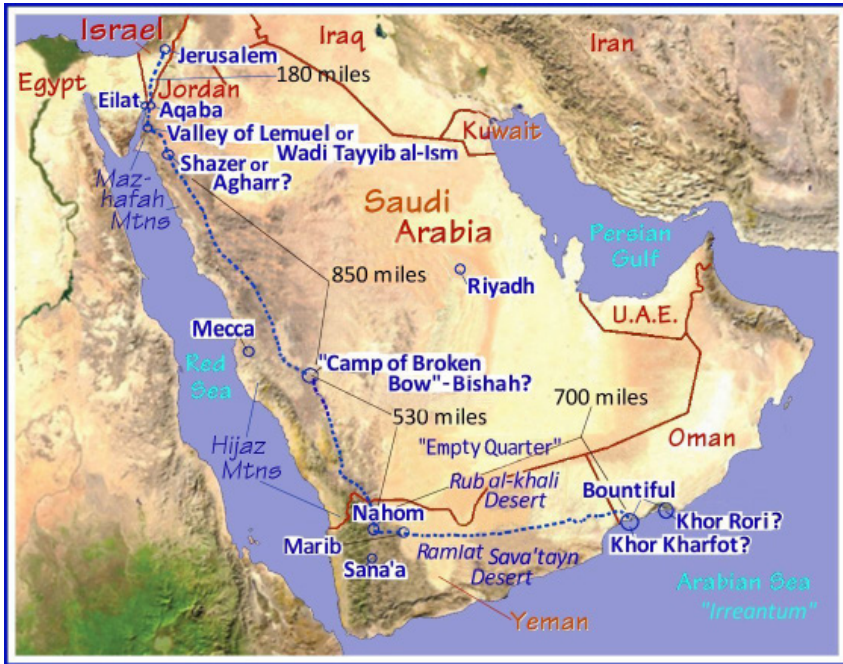 Israel
Iraq
Iran
Jerusalem
Egypt
180 miles
Jordan
Eilat
Aqaba
Kuwait
Valley of Lemuel or
Wadi Tayyib al-Ism
Shazer or
Agharr?
Maz-
hafah
Mtns
Saudi
Arabia
Persian
Gulf
850 miles
Riyadh
U.A.E.
Mecca
Red
Sea
"Camp of Broken
Bow"-Bishah?
700 miles
530 miles
Hijaz
Mtns
"Empty Quarter"
Oman
Rub al-khali
Desert
Bountiful
Nahom
Khor Rori?
Marib
Khor Kharfot?
Ramlat Sava'tayn
Desert
Sana'a
Arabian Sea
"Irreantum"
Yeman